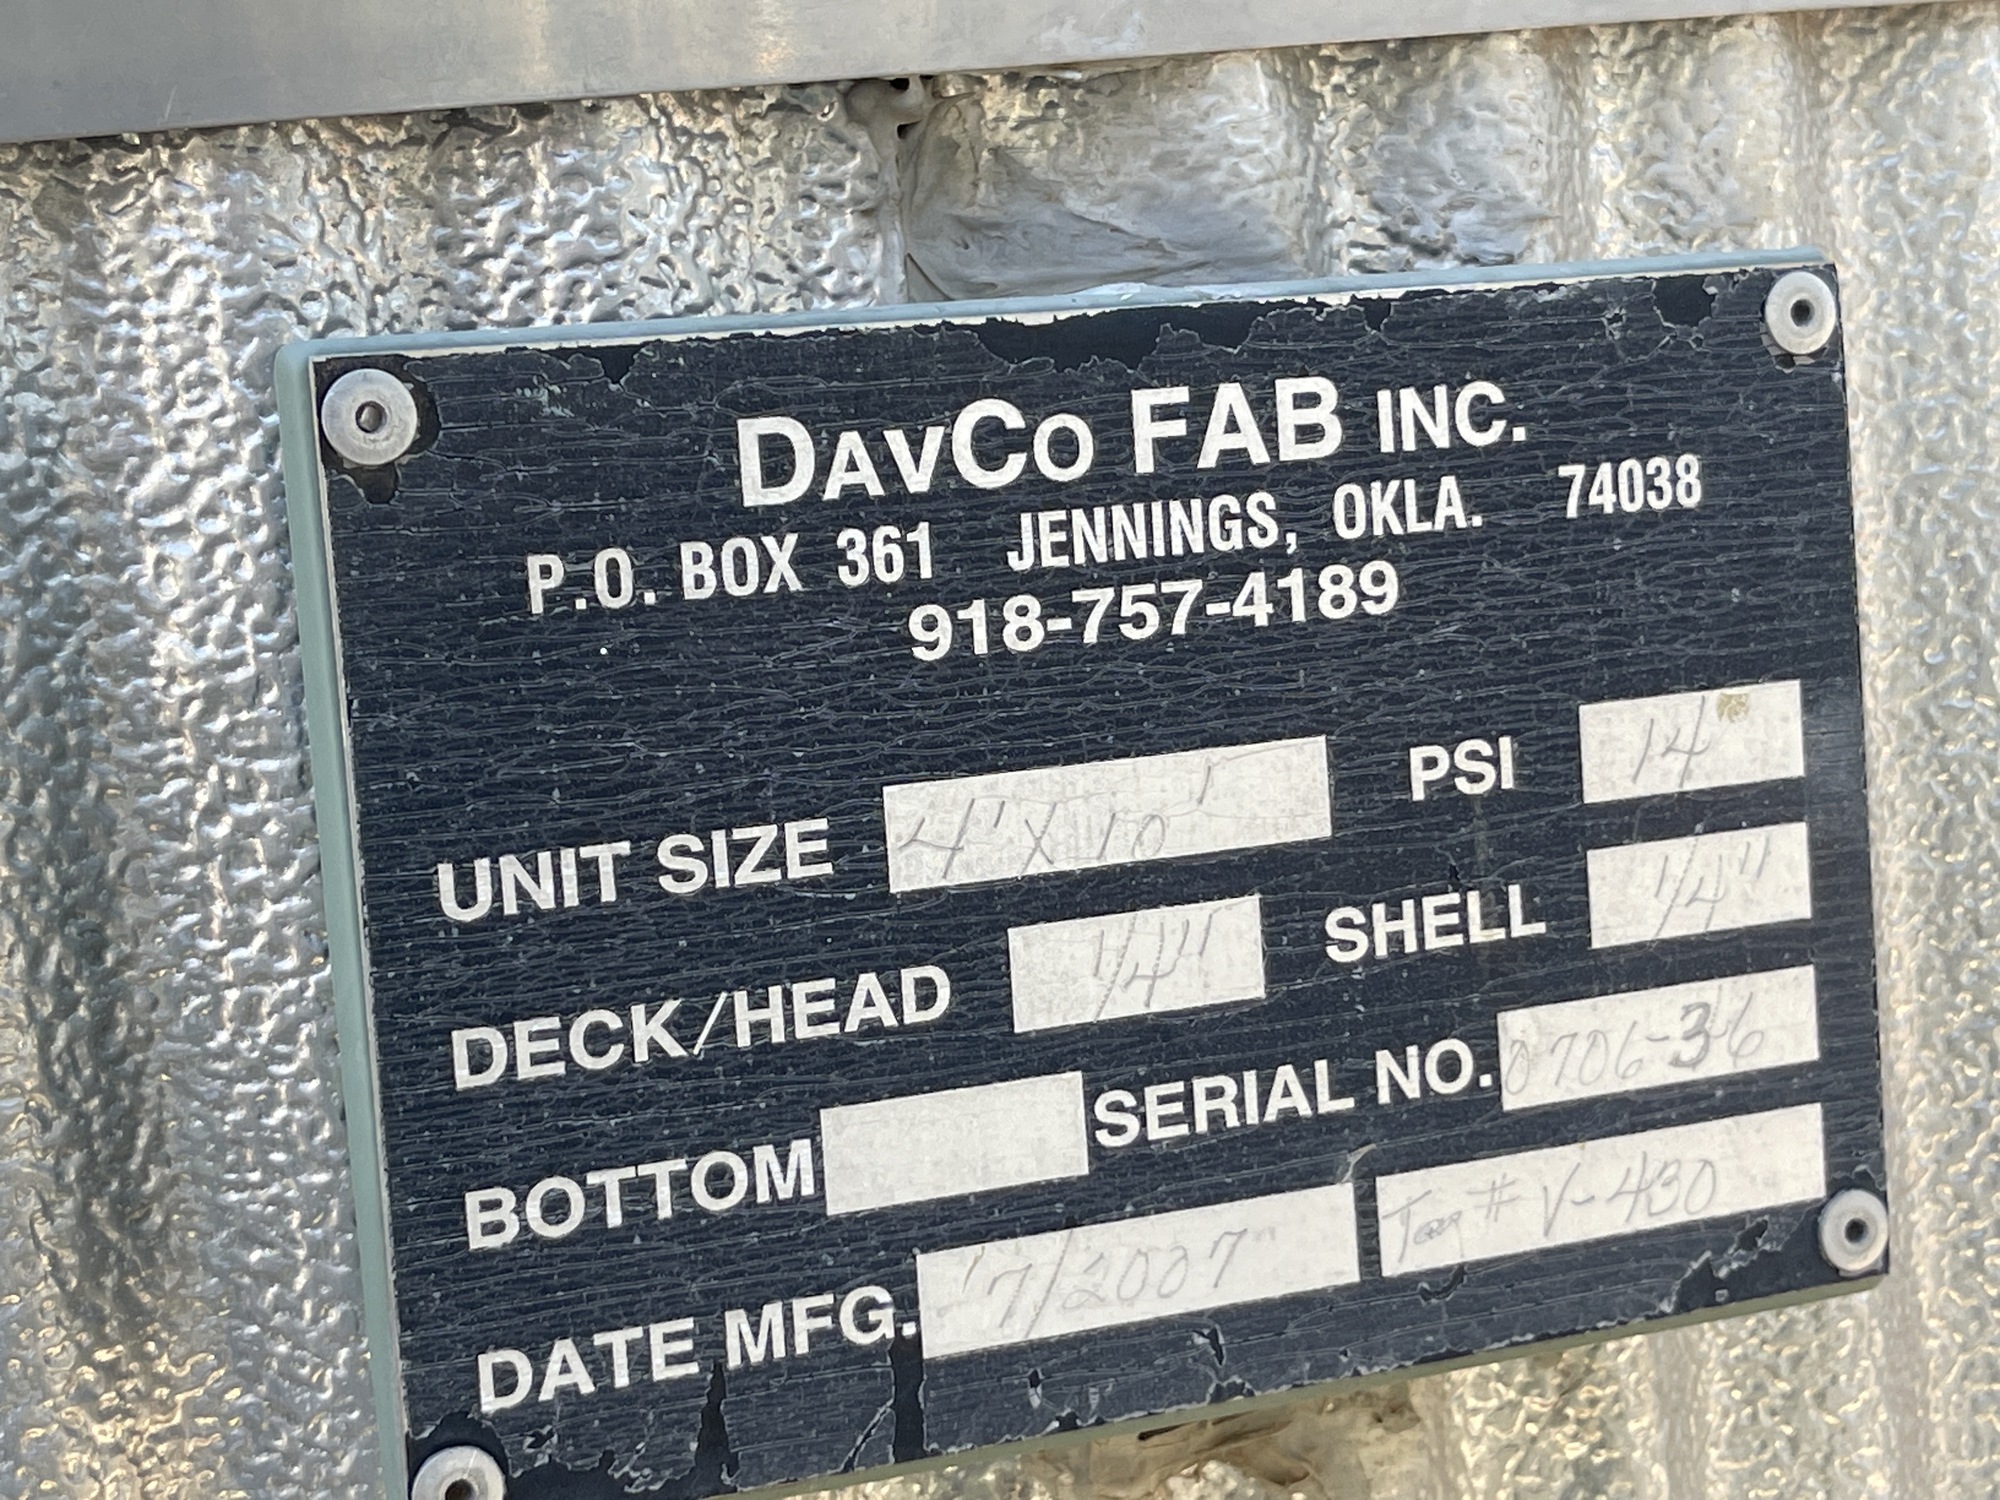 DAVCO FAB INC.
P.O. BOX 361 JENNINGS, OKLA. 74038
918-757-4189
UNIT SIZE 4' X 10' PSI 14
DECK/HEAD 1/4" SHELL 1/4"
BOTTOM SERIAL NO. 0706-36
DATE MFG. 7/2007 Tag # V-430